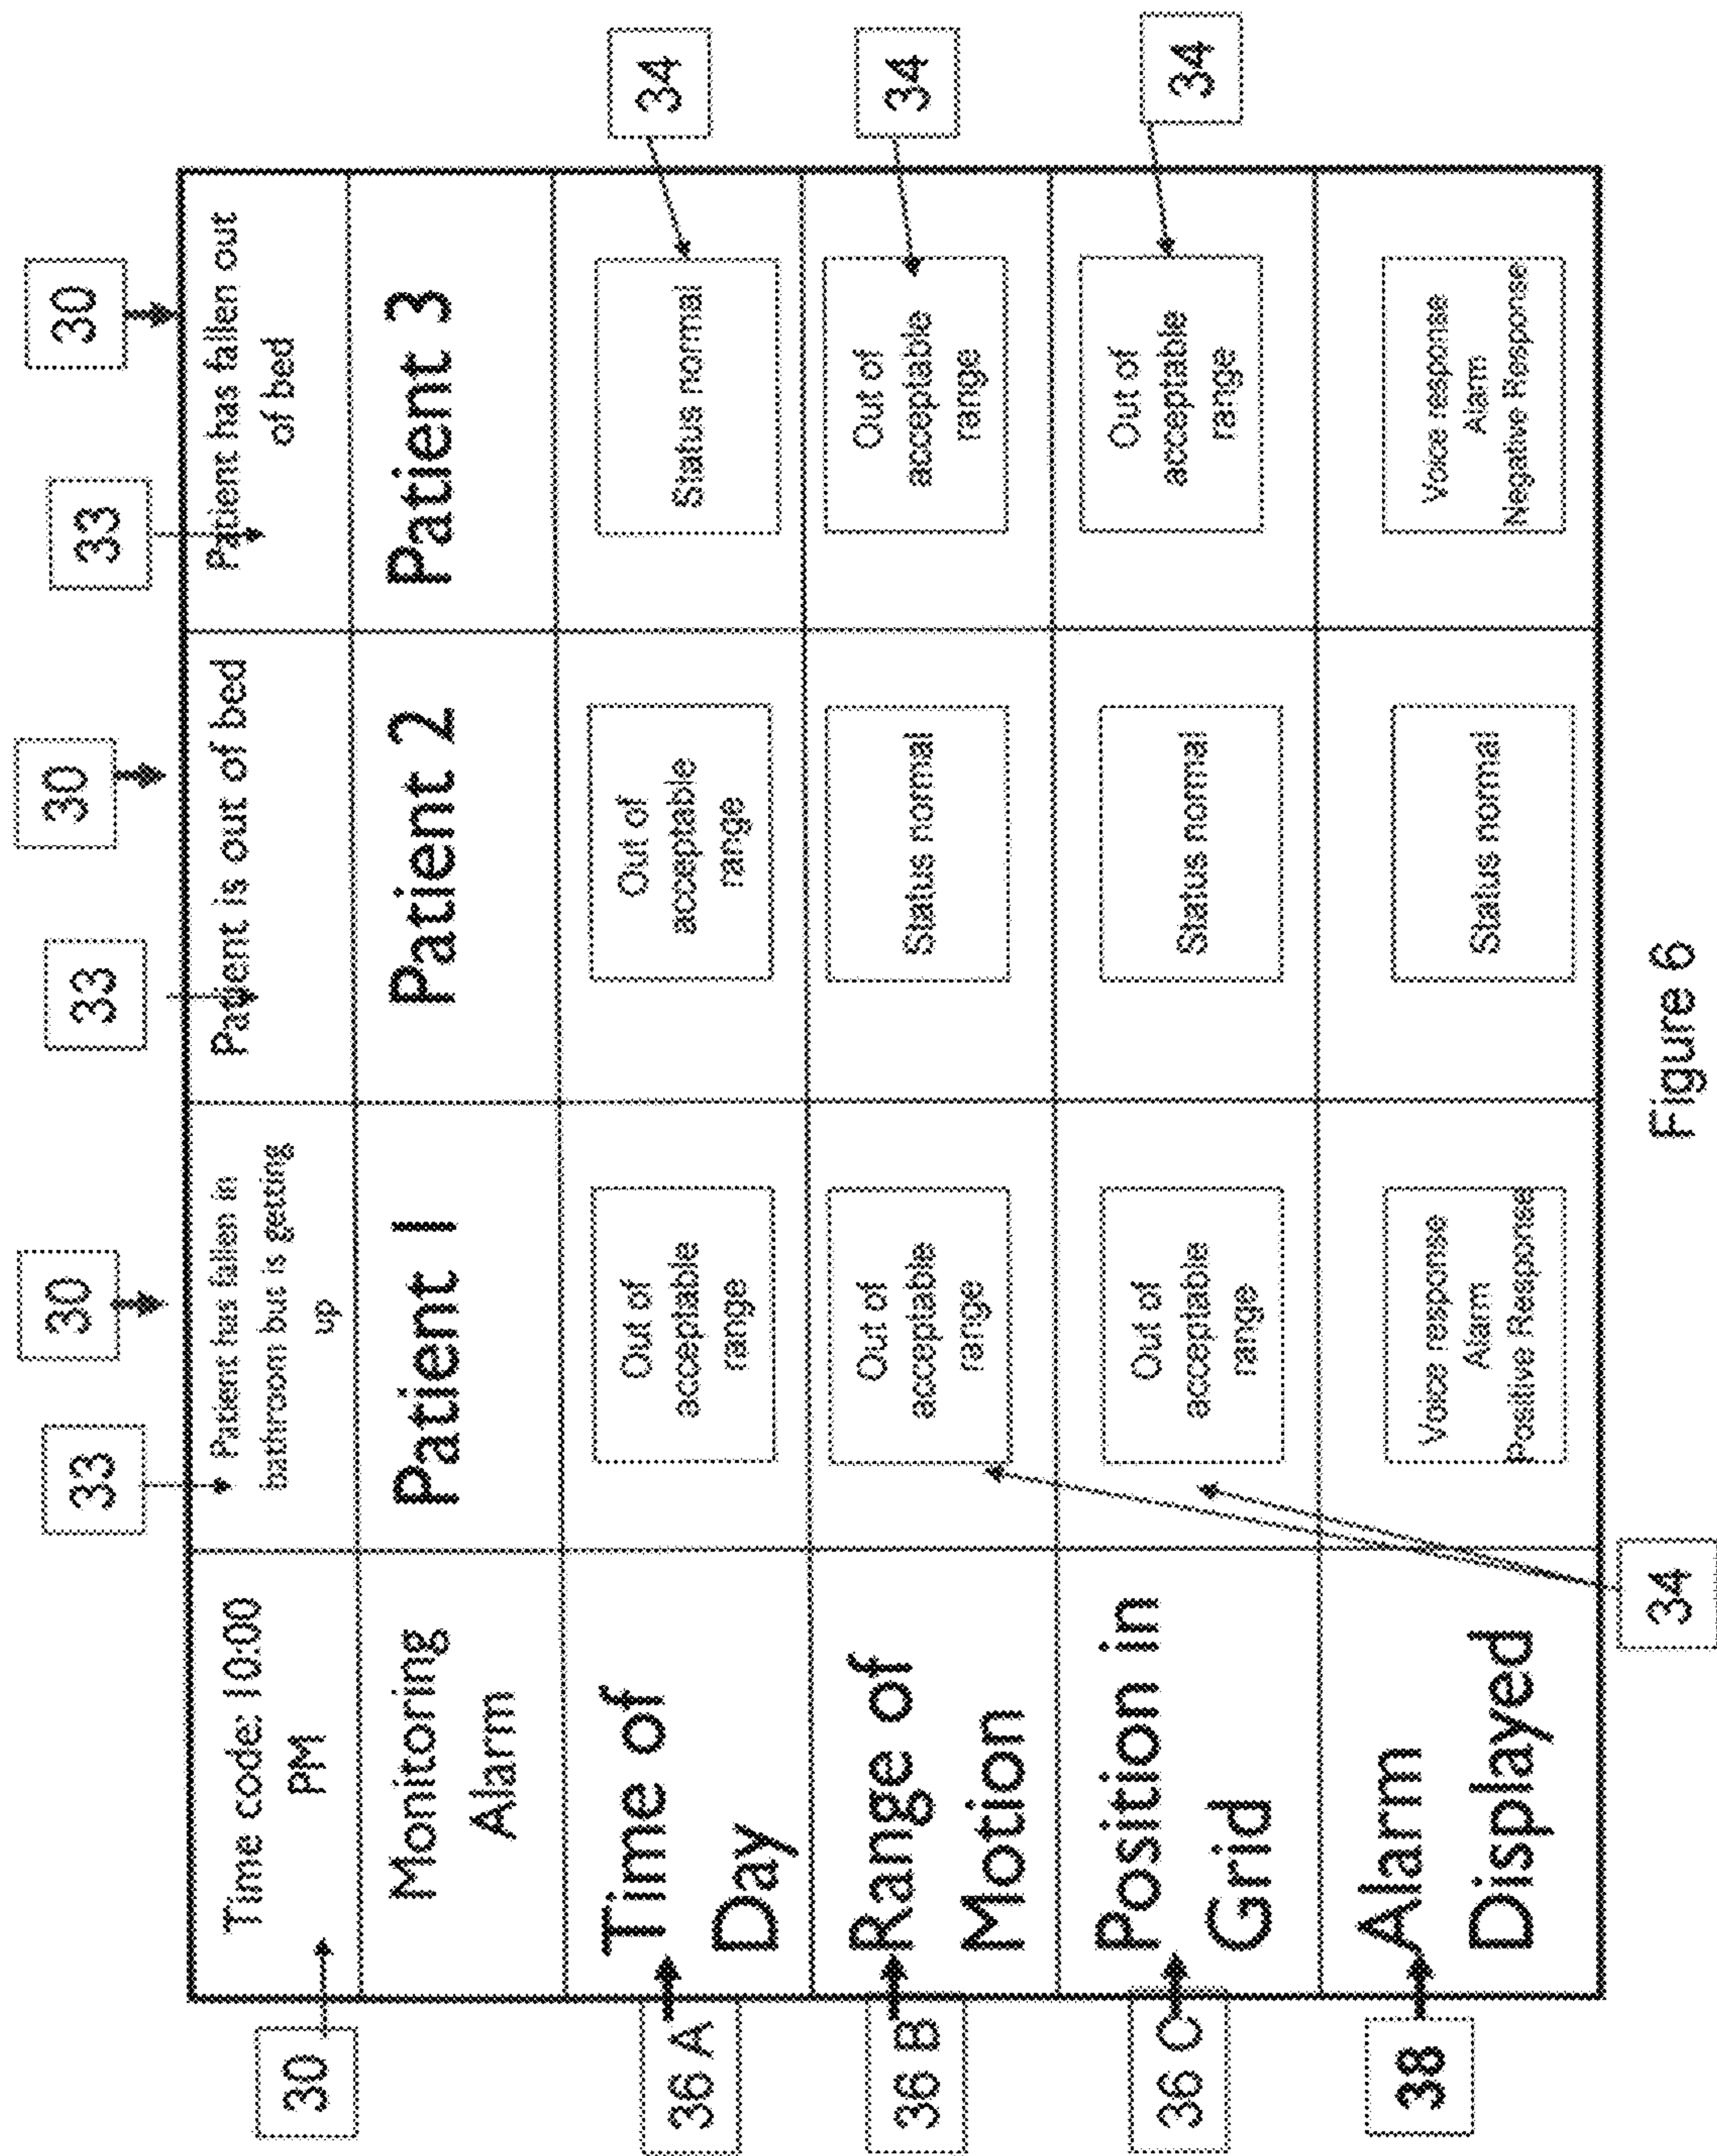 30
30
30
33
33
33
30
Time code: 10:00
PM
Patient has fallen in
bathroom bus is getting
up
Patient is out of bed
Patient has fallen out
of bed
Monitoring
Alarm
Patient 1
Patient 2
Patient 3
36 A
Time of
Day
Out of
acceptable
range
Out of
acceptable
range
Status normal
34
36 B
Range of
Motion
Out of
acceptable
range
Status normal
Out of
acceptable
range
34
36 C
Position in
Grid
Out of
acceptable
range
Status normal
Out of
acceptable
range
34
38
Alarm
Displayed
Voice response
Alarm
Positive Response
Status normal
Voice response
Alarm
Negative Response
34
Figure 6